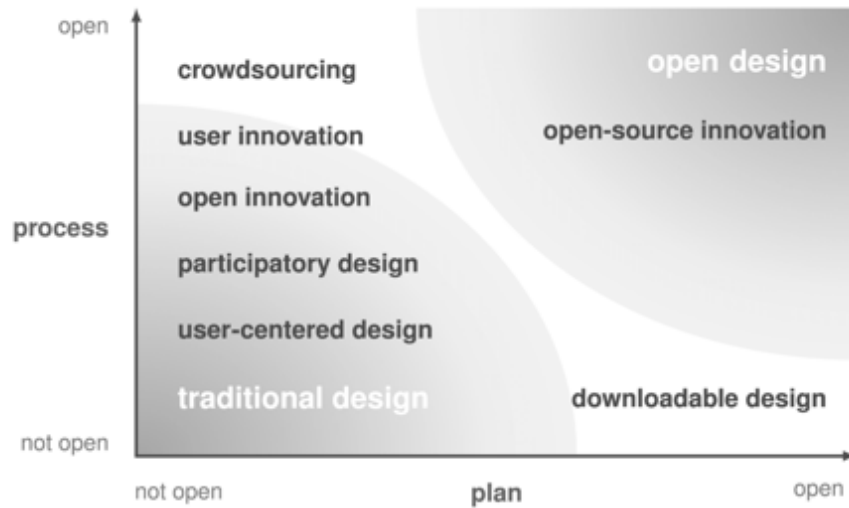 open
crowdsourcing
open design
user innovation
open-source innovation
open innovation
process
participatory design
user-centered design
traditional design
downloadable design
not open
not open
plan
open